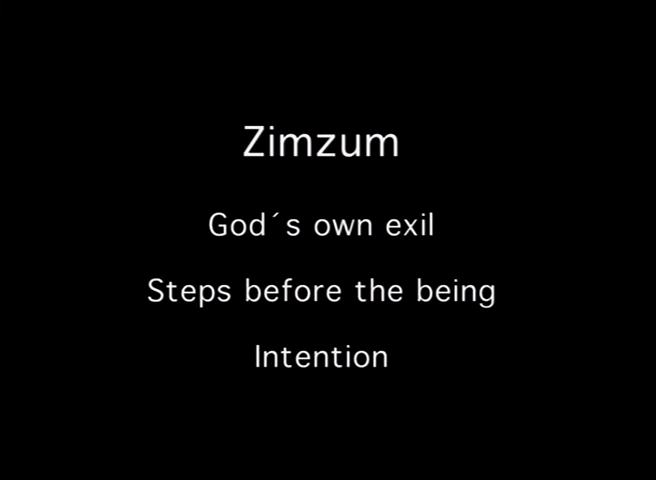 Zimzum
God´s own exil
Steps before the being
Intention